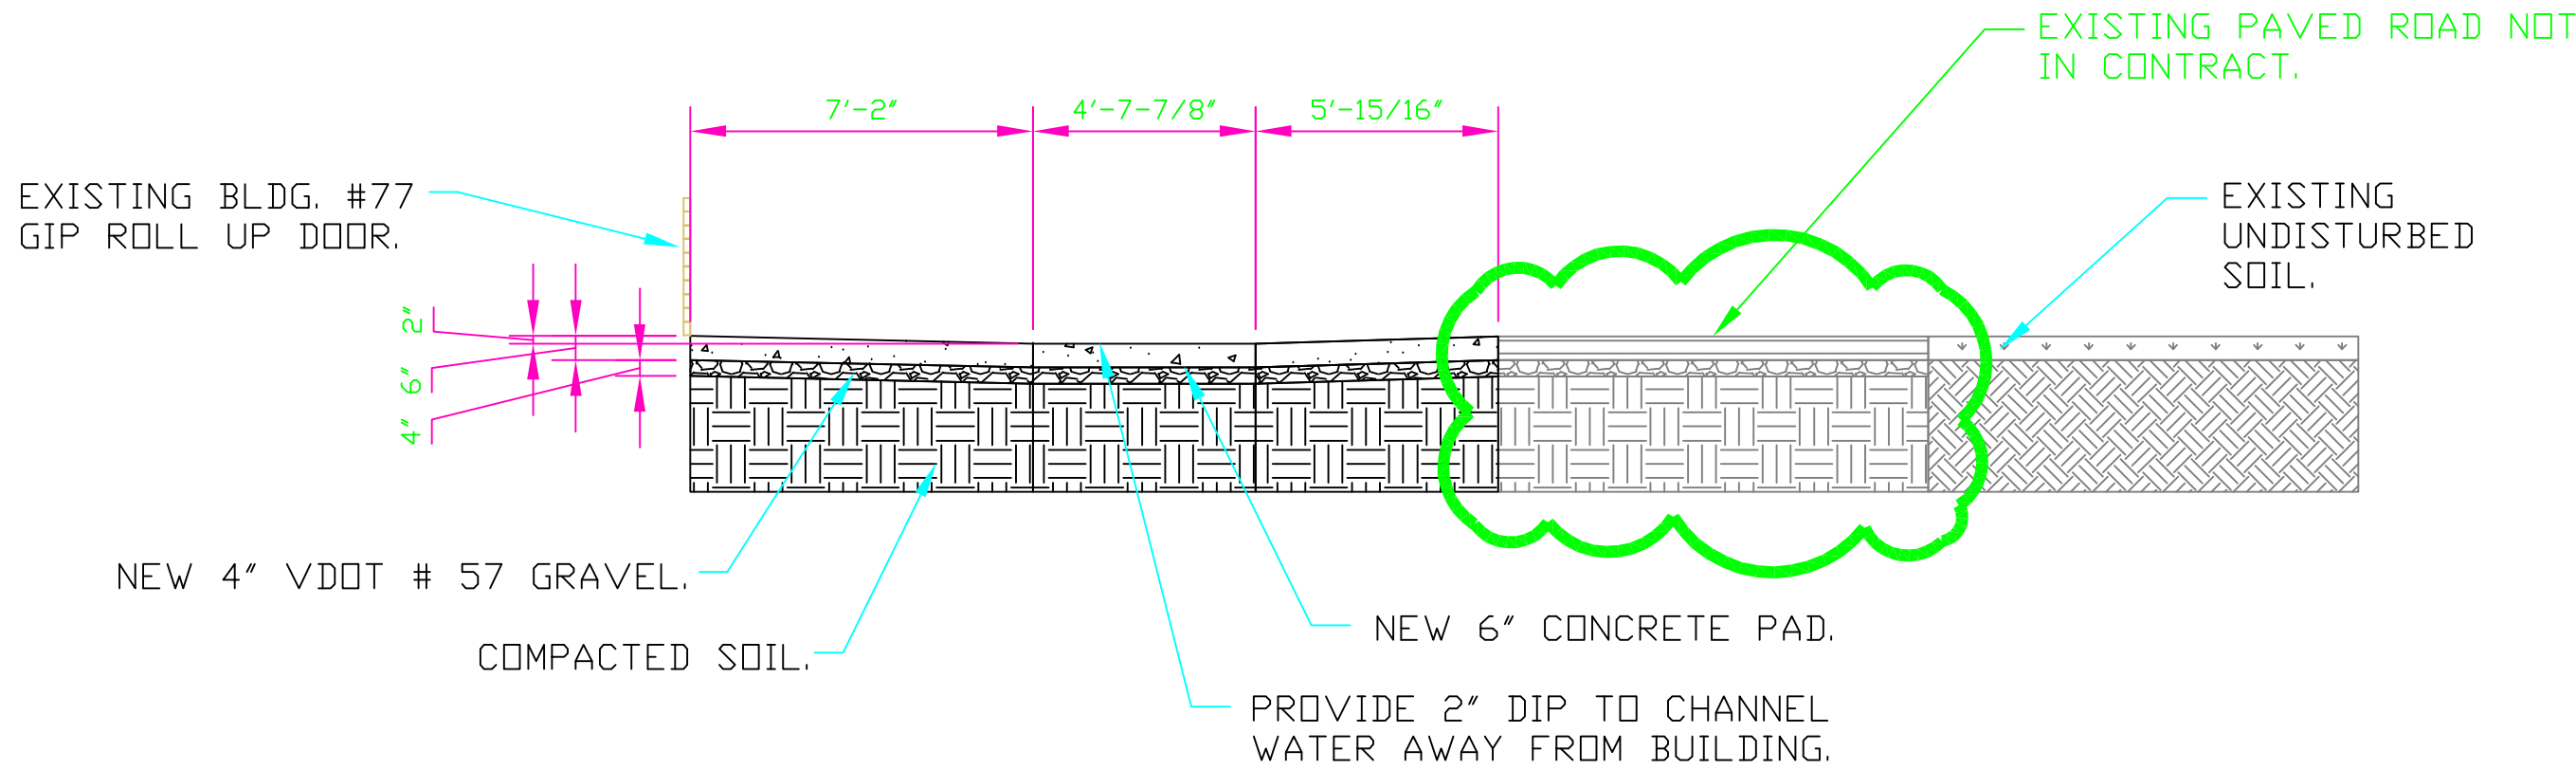 EXISTING PAVED ROAD NOT
IN CONTRACT.
7'-2"
4'-7-7/8"
5'-15/16"
EXISTING BLDG. #77
GIP ROLL UP DOOR.
EXISTING
UNDISTURBED
SOIL.
2"
6"
4"
NEW 4" VDOT # 57 GRAVEL.
NEW 6" CONCRETE PAD.
COMPACTED SOIL.
PROVIDE 2" DIP TO CHANNEL
WATER AWAY FROM BUILDING.